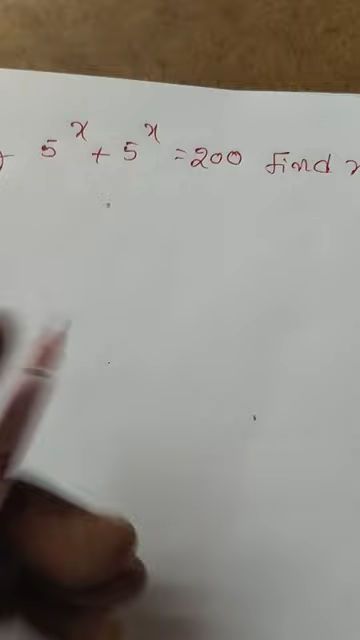 5^x + 5^x = 200 find